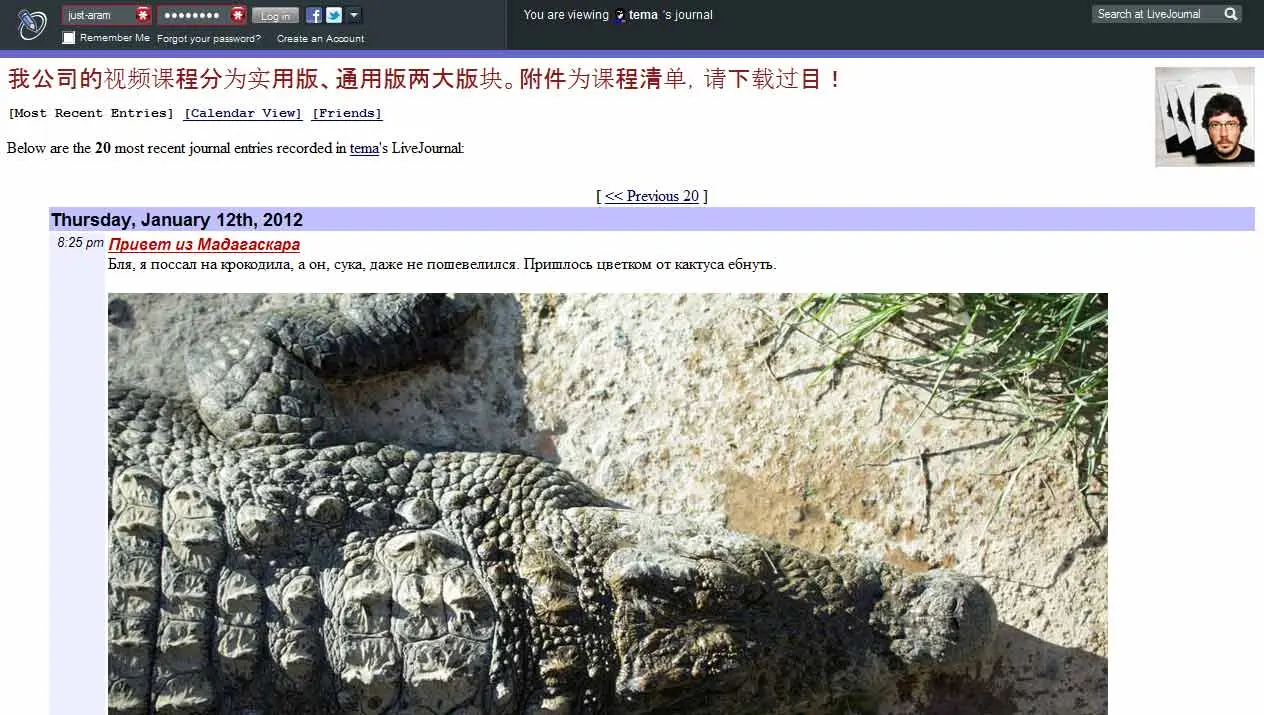 just-aram
Log in
You are viewing tema 's journal
Search at LiveJournal
Remember Me Forgot your password? Create an Account
我公司的视频课程分为实用版、通用版两大版块。附件为课程清单, 请下载过目！
[Most Recent Entries] [Calendar View] [Friends]
Below are the 20 most recent journal entries recorded in tema's LiveJournal:
[ << Previous 20 ]
Thursday, January 12th, 2012
8:25 pm Привет из Мадагаскара
Бля, я поссал на крокодила, а он, сука, даже не пошевелился. Пришлось цветком от кактуса ебнуть.